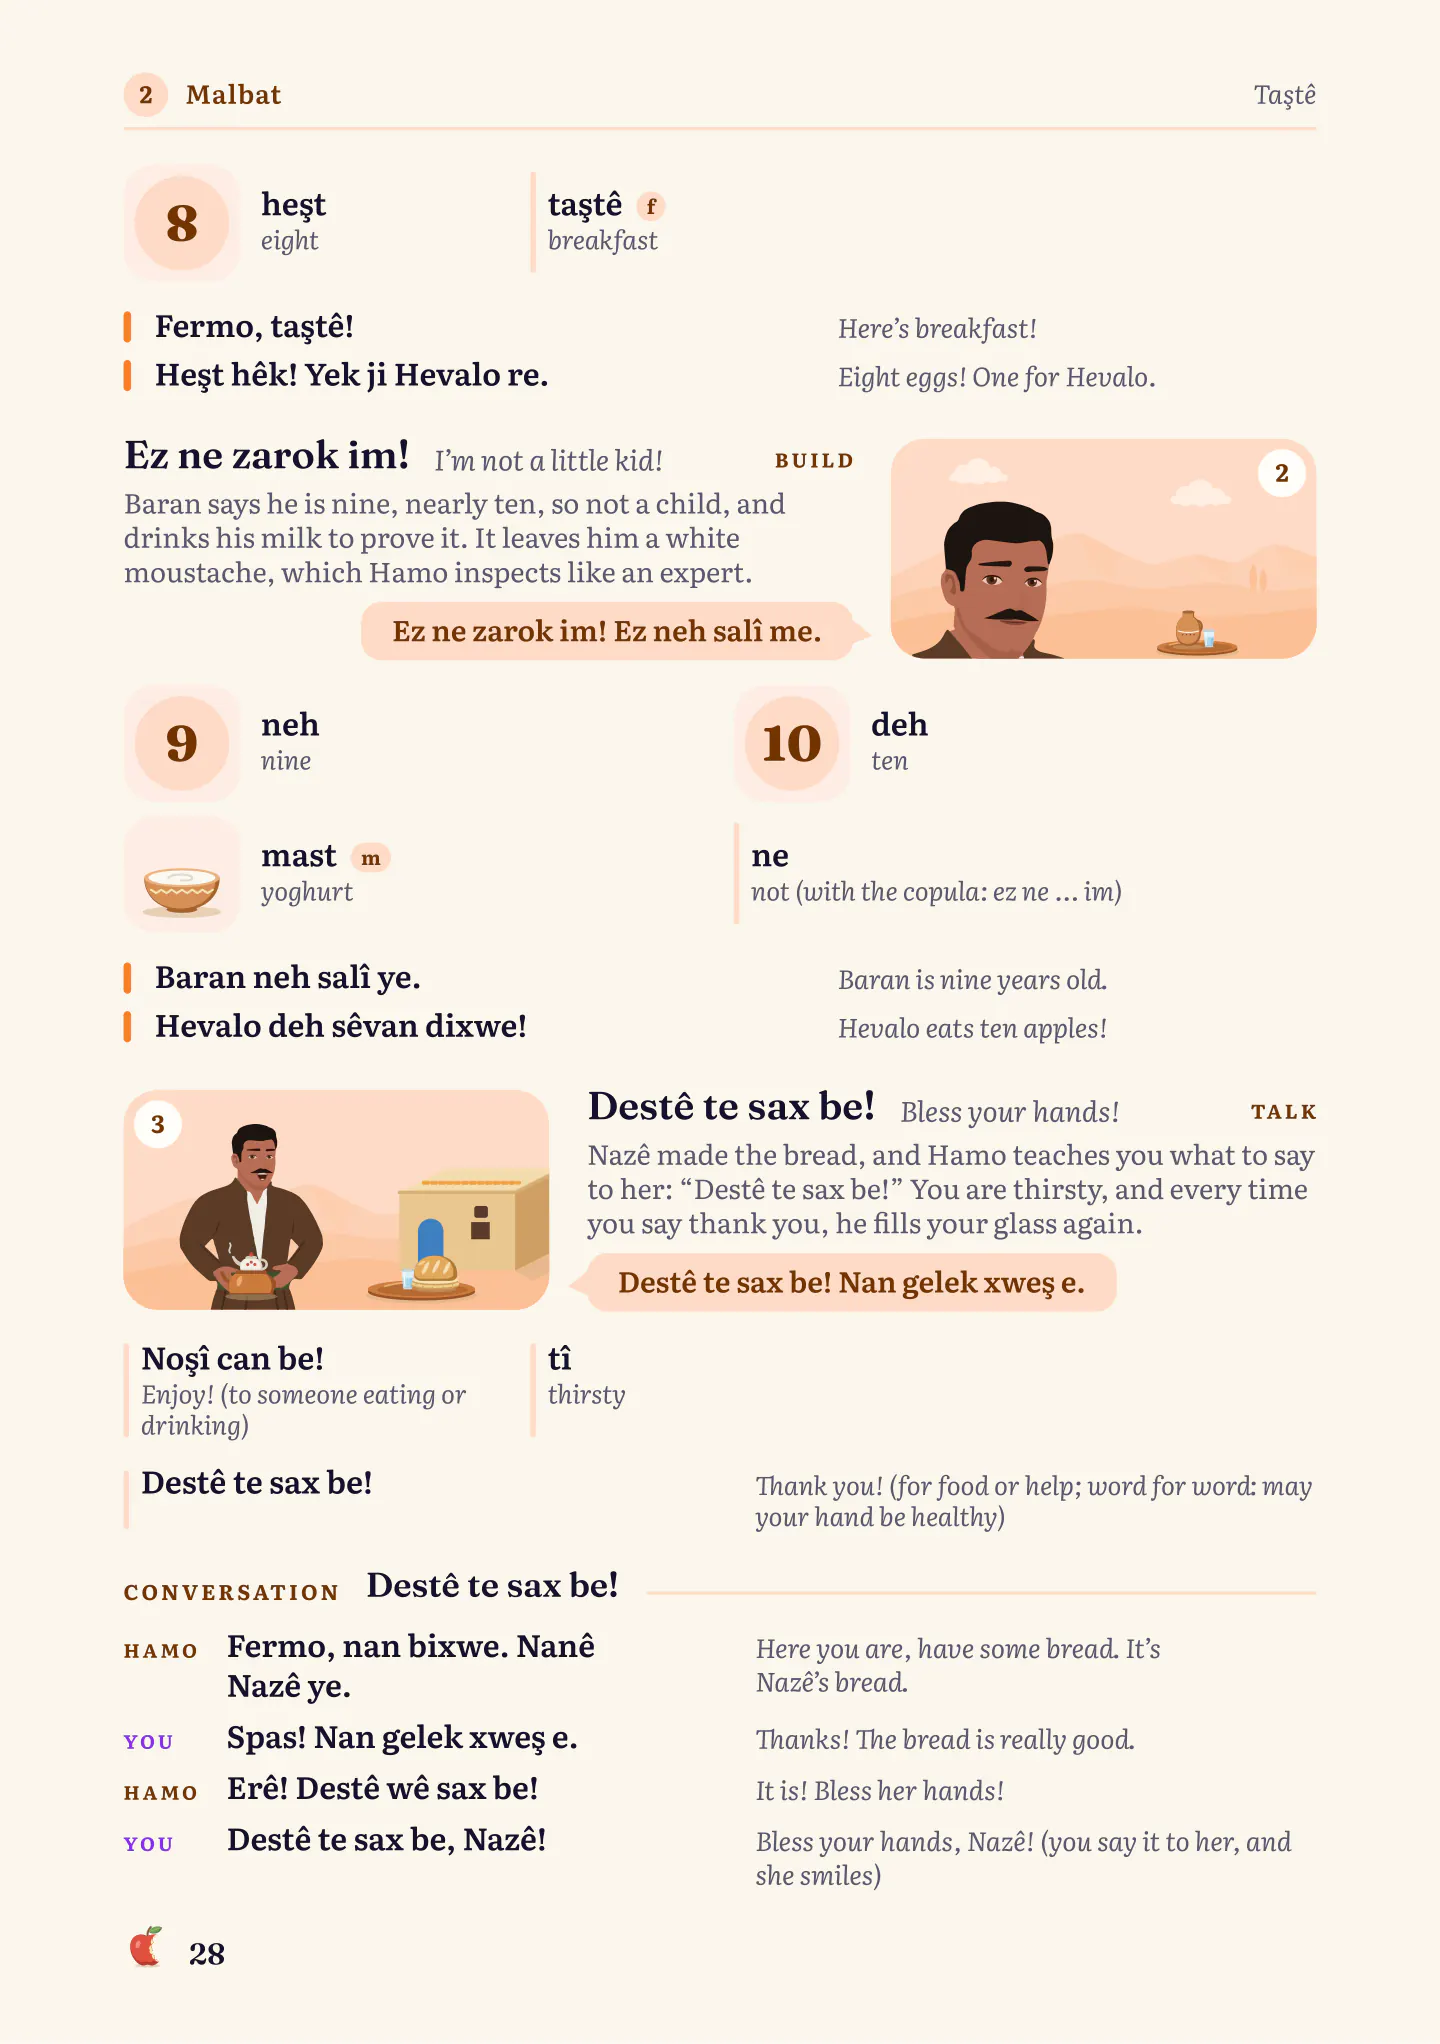 2 Malbat Taştê
8 heşt taştê f
eight breakfast
Fermo, taştê! Here’s breakfast!
Heşt hêk! Yek ji Hevalo re. Eight eggs! One for Hevalo.
Ez ne zarok im! I’m not a little kid! BUILD
Baran says he is nine, nearly ten, so not a child, and
drinks his milk to prove it. It leaves him a white
moustache, which Hamo inspects like an expert.
Ez ne zarok im! Ez neh salî me.
2
9 neh 10 deh
nine ten
mast m ne
yoghurt not (with the copula: ez ne … im)
Baran neh salî ye. Baran is nine years old.
Hevalo deh sêvan dixwe! Hevalo eats ten apples!
3
Destê te sax be! Bless your hands! TALK
Nazê made the bread, and Hamo teaches you what to say
to her: “Destê te sax be!” You are thirsty, and every time
you say thank you, he fills your glass again.
Destê te sax be! Nan gelek xweş e.
Noşî can be! tî
Enjoy! (to someone eating or thirsty
drinking)
Destê te sax be! Thank you! (for food or help; word for word: may
your hand be healthy)
CONVERSATION Destê te sax be!
HAMO Fermo, nan bixwe. Nanê Here you are, have some bread. It’s
Nazê ye. Nazê’s bread.
YOU Spas! Nan gelek xweş e. Thanks! The bread is really good.
HAMO Erê! Destê wê sax be! It is! Bless her hands!
YOU Destê te sax be, Nazê! Bless your hands, Nazê! (you say it to her, and
she smiles)
28